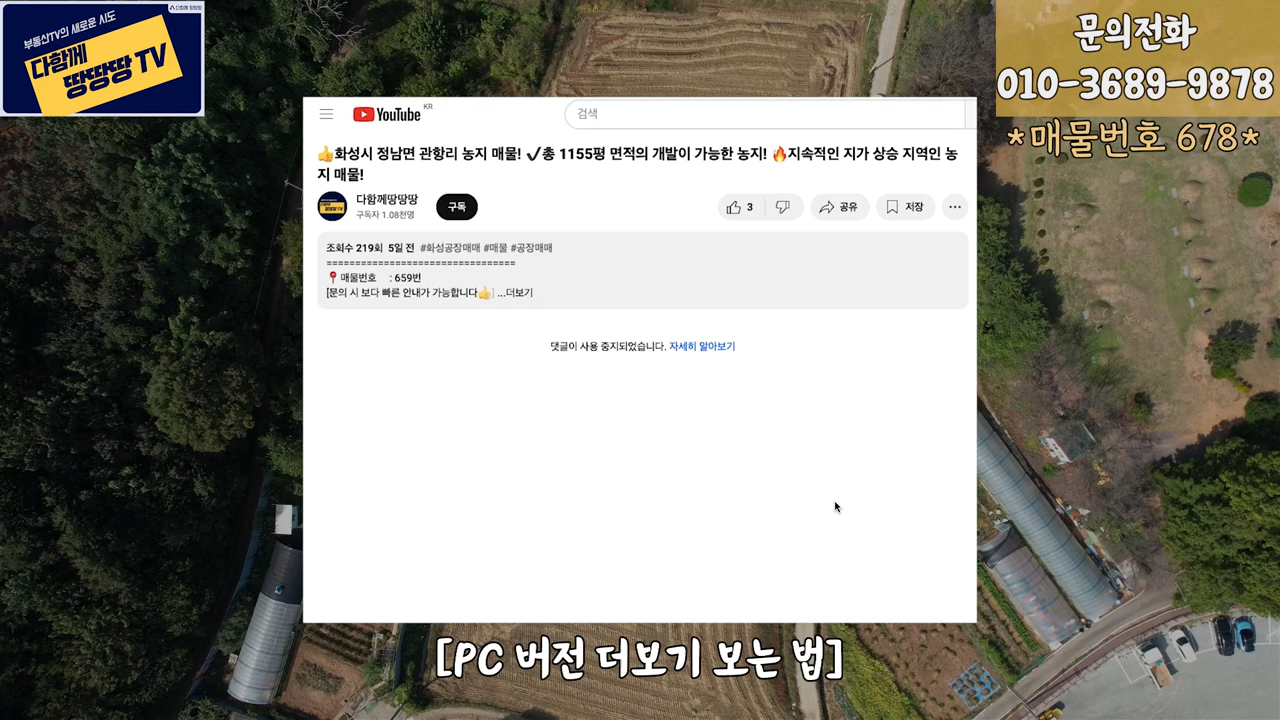 부동산TV의 새로운 시도
다함께 땅땅땅
다함께
땅땅땅 TV
문의전화
010-3689-9878
*매물번호 678*
YouTube KR
검색
👍화성시 정남면 관항리 농지 매물! ✓총 1155평 면적의 개발이 가능한 농지! 🔥지속적인 지가 상승 지역인 농
지 매물!
다함께땅땅땅
구독자 1.08천명
구독
3
공유
저장
조회수 219회 5일 전 #화성공장매매 #매물 #공장매매
================================
📍매물번호 : 659번
[문의 시 보다 빠른 안내가 가능합니다👍] ...더보기
댓글이 사용 중지되었습니다. 자세히 알아보기
[PC 버전 더보기 보는 법]